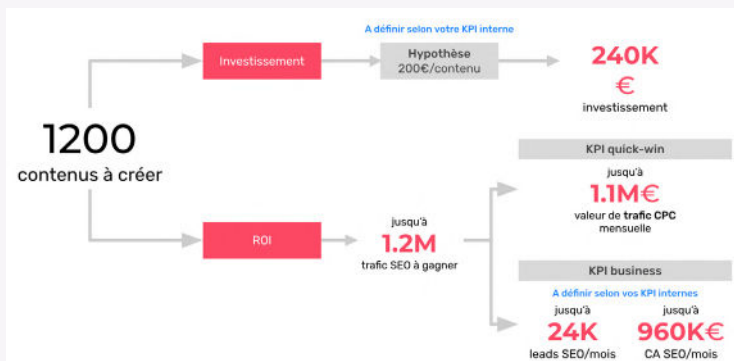 A définir selon votre KPI interne
Investissement
Hypothèse
200€/contenu
240K
€
investissement
1200
contenus à créer
KPI quick-win
jusqu'à
1.1M€
valeur de trafic CPC
mensuelle
ROI
jusqu'à
1.2M
trafic SEO à gagner
KPI business
A définir selon vos KPI internes
jusqu'à
24K
leads SEO/mois
jusqu'à
960K€
CA SEO/mois